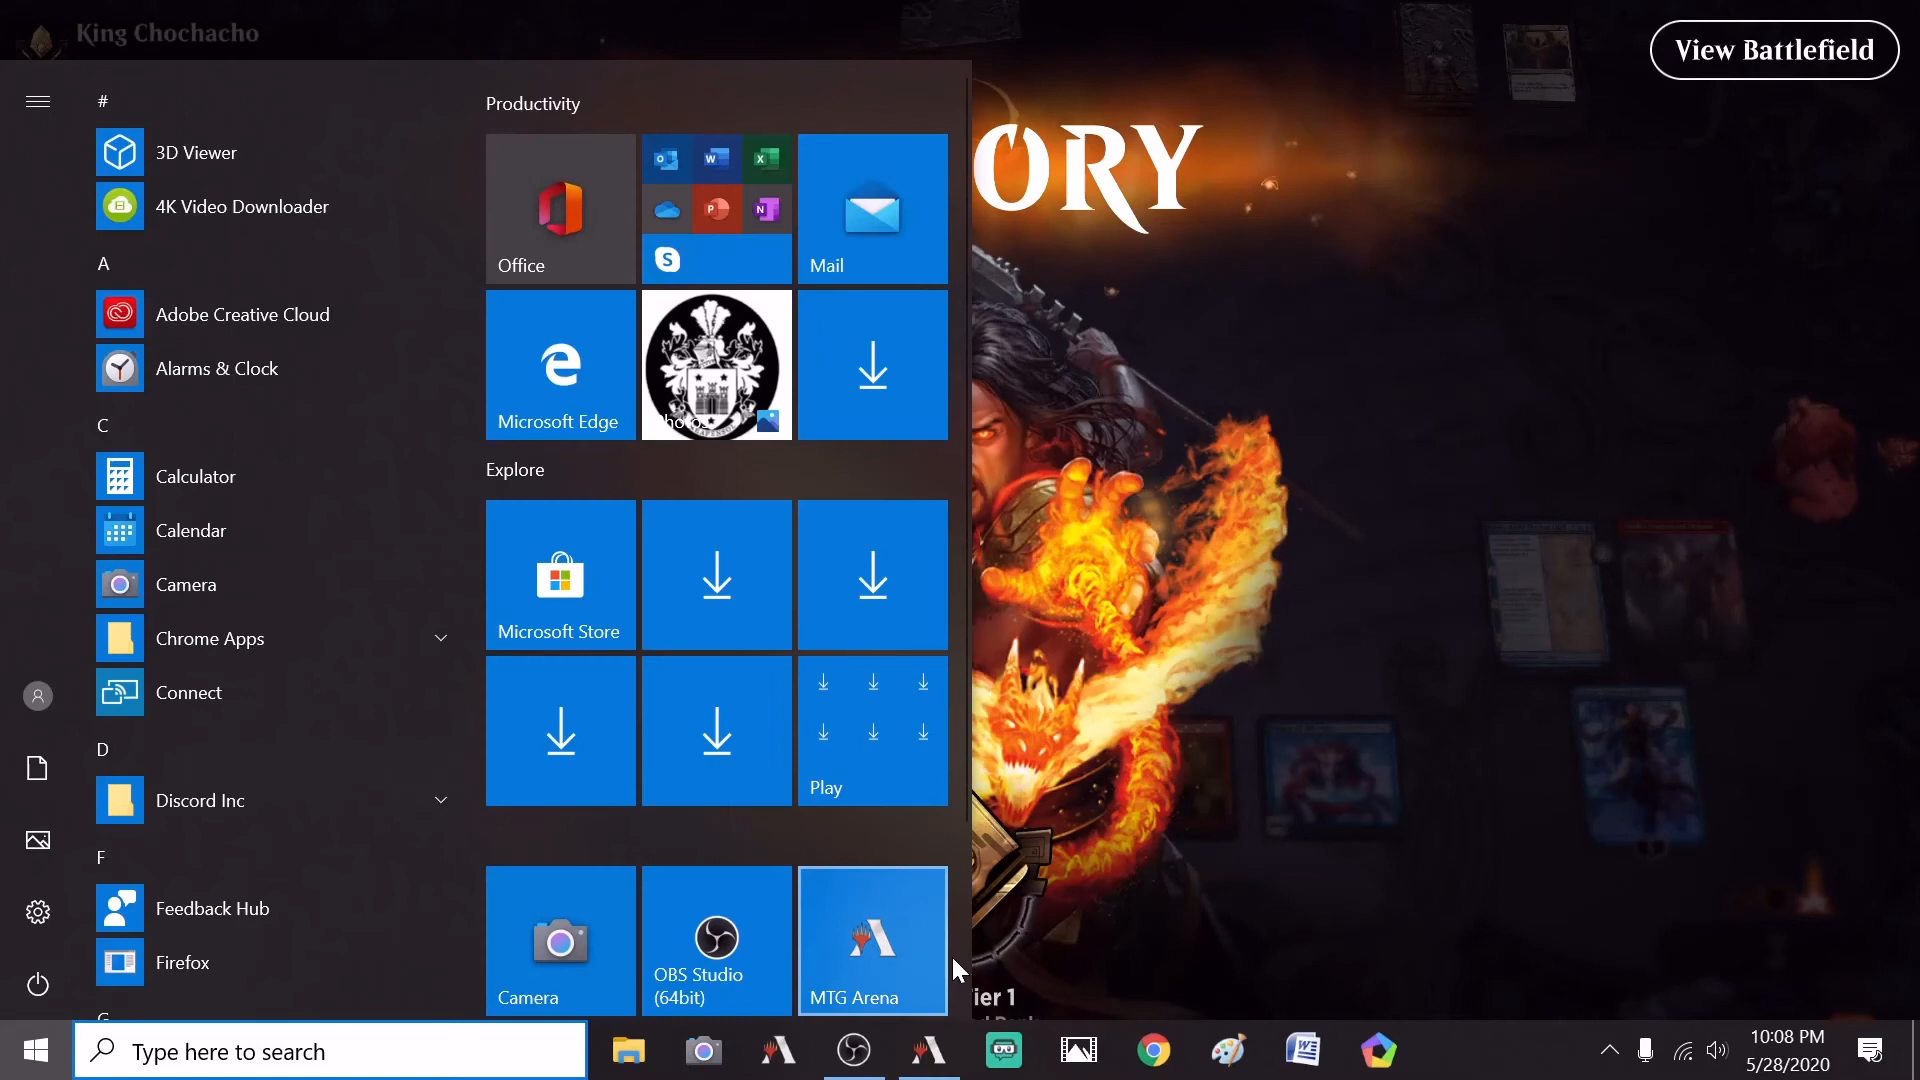 King Chochacho
View Battlefield
ORY
#
3D Viewer
4K Video Downloader
A
Adobe Creative Cloud
Alarms & Clock
C
Calculator
Calendar
Camera
Chrome Apps
Connect
D
Discord Inc
F
Feedback Hub
Firefox
Productivity
Office
Mail
Microsoft Edge
Photos
Explore
Microsoft Store
Play
Camera
OBS Studio
(64bit)
MTG Arena
ier 1
Type here to search
10:08 PM
5/28/2020